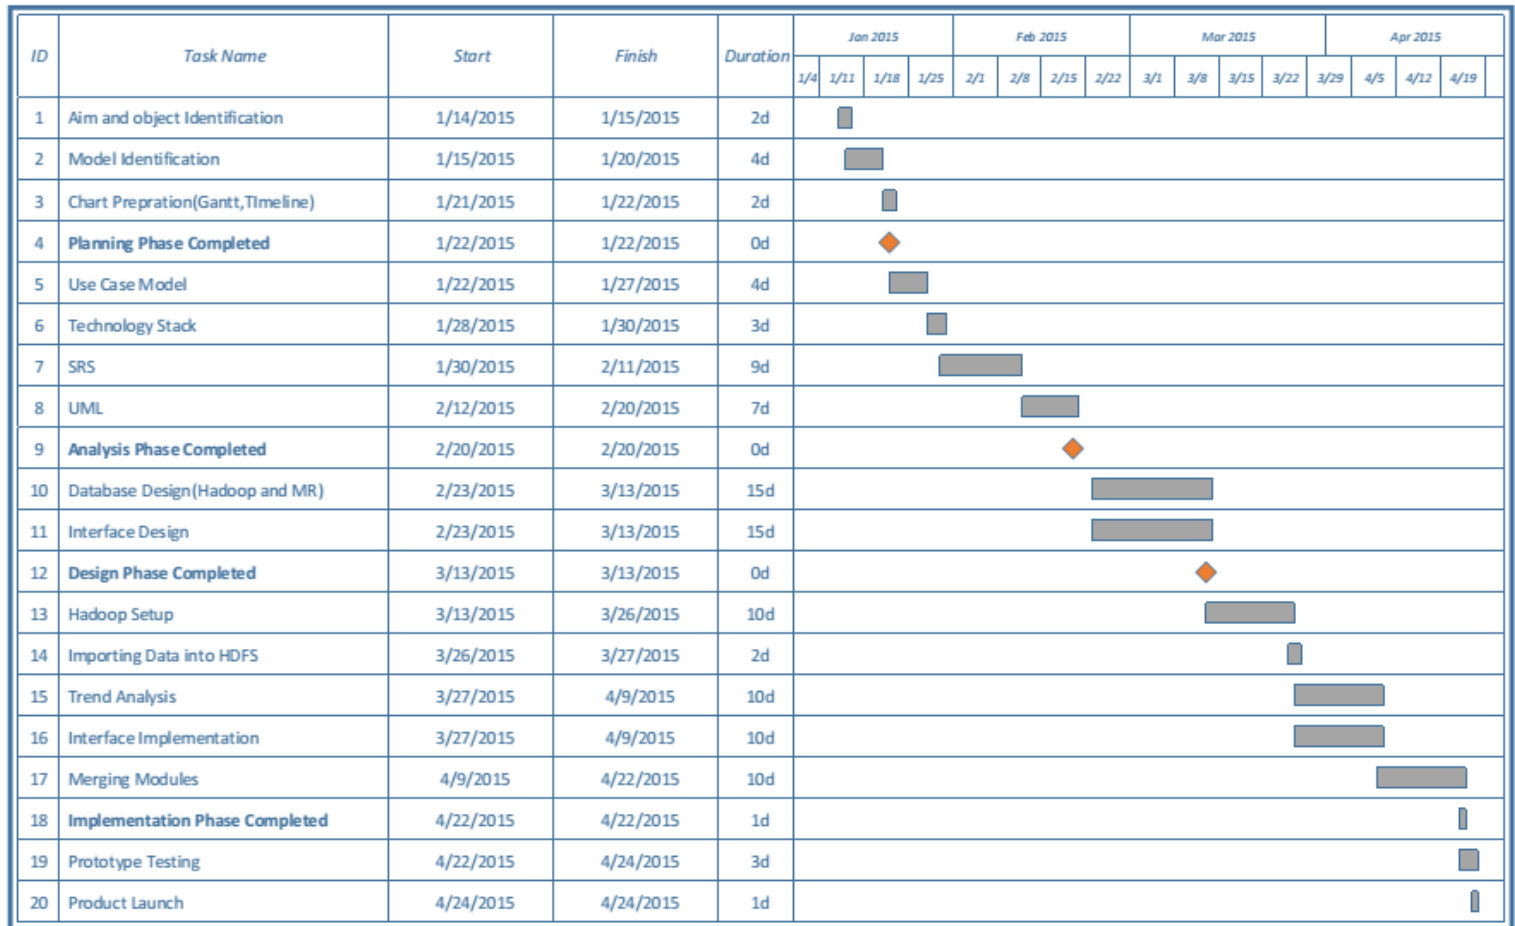 ID Task Name Start Finish Duration Jan 2015 Feb 2015 Mar 2015 Apr 2015
1/4 1/11 1/18 1/25 2/1 2/8 2/15 2/22 3/1 3/8 3/15 3/22 3/29 4/5 4/12 4/19
1 Aim and object Identification 1/14/2015 1/15/2015 2d
2 Model Identification 1/15/2015 1/20/2015 4d
3 Chart Prepration(Gantt,TImeline) 1/21/2015 1/22/2015 2d
4 Planning Phase Completed 1/22/2015 1/22/2015 0d
5 Use Case Model 1/22/2015 1/27/2015 4d
6 Technology Stack 1/28/2015 1/30/2015 3d
7 SRS 1/30/2015 2/11/2015 9d
8 UML 2/12/2015 2/20/2015 7d
9 Analysis Phase Completed 2/20/2015 2/20/2015 0d
10 Database Design(Hadoop and MR) 2/23/2015 3/13/2015 15d
11 Interface Design 2/23/2015 3/13/2015 15d
12 Design Phase Completed 3/13/2015 3/13/2015 0d
13 Hadoop Setup 3/13/2015 3/26/2015 10d
14 Importing Data into HDFS 3/26/2015 3/27/2015 2d
15 Trend Analysis 3/27/2015 4/9/2015 10d
16 Interface Implementation 3/27/2015 4/9/2015 10d
17 Merging Modules 4/9/2015 4/22/2015 10d
18 Implementation Phase Completed 4/22/2015 4/22/2015 1d
19 Prototype Testing 4/22/2015 4/24/2015 3d
20 Product Launch 4/24/2015 4/24/2015 1d